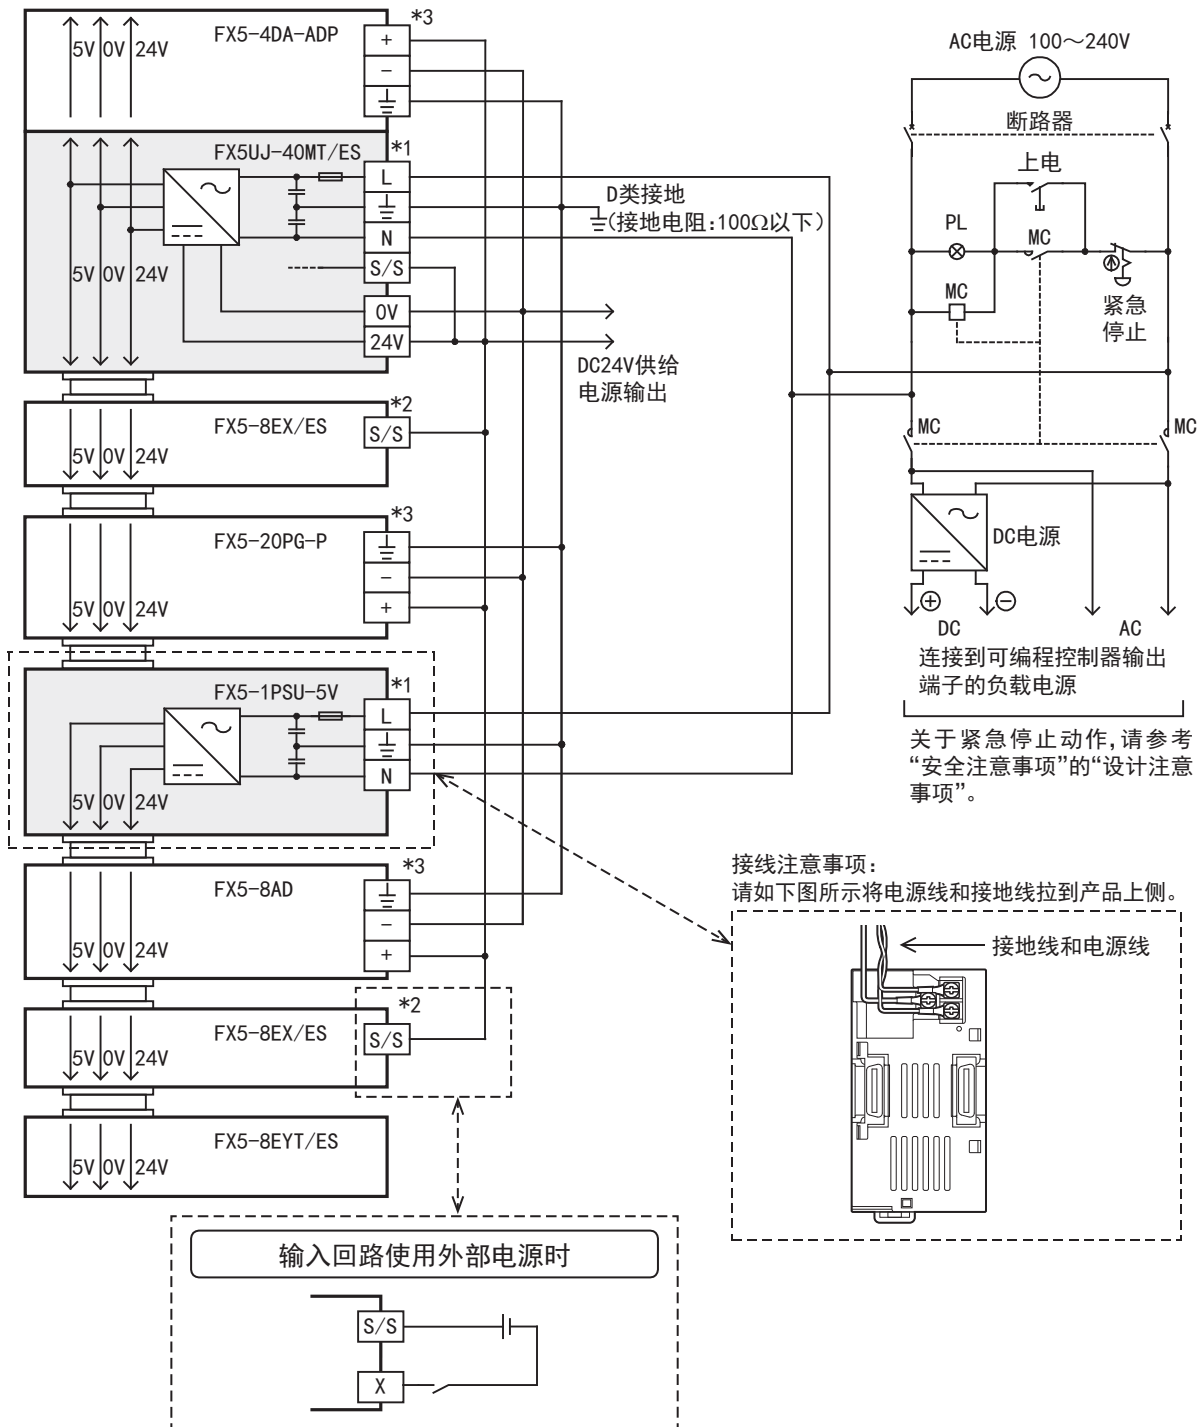 FX5-4DA-ADP
*3
5V 0V 24V
+
−
FX5UJ-40MT/ES
*1
L
N
S/S
0V
24V
5V 0V 24V
D类接地
(接地电阻:100Ω以下)
DC24V供给
电源输出
FX5-8EX/ES
*2
S/S
5V 0V 24V
FX5-20PG-P
*3
−
+
5V 0V 24V
FX5-1PSU-5V
*1
L
N
5V 0V 24V
FX5-8AD
*3
−
+
5V 0V 24V
FX5-8EX/ES
*2
S/S
5V 0V 24V
FX5-8EYT/ES
5V 0V 24V
输入回路使用外部电源时
S/S
X
AC电源 100～240V
断路器
上电
PL
MC
MC
紧急
停止
MC
MC
DC电源
+
−
DC
AC
连接到可编程控制器输出
端子的负载电源
关于紧急停止动作,请参考
“安全注意事项”的“设计注意
事项”。
接线注意事项:
请如下图所示将电源线和接地线拉到产品上侧。
接地线和电源线